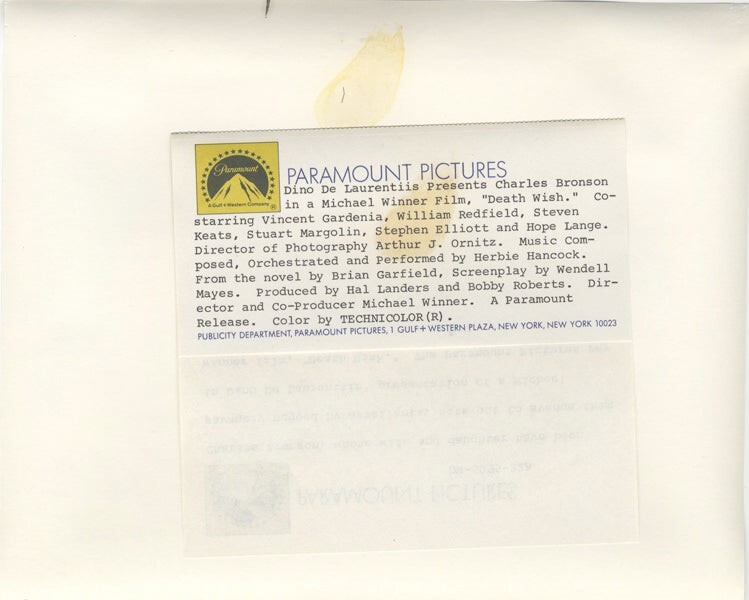 Paramount
A Gulf+Western Company
®
PARAMOUNT PICTURES
Dino De Laurentiis Presents Charles Bronson
in a Michael Winner Film, "Death Wish." Co-
starring Vincent Gardenia, William Redfield, Steven
Keats, Stuart Margolin, Stephen Elliott and Hope Lange.
Director of Photography Arthur J. Ornitz. Music Com-
posed, Orchestrated and Performed by Herbie Hancock.
From the novel by Brian Garfield, Screenplay by Wendell
Mayes. Produced by Hal Landers and Bobby Roberts. Dir-
ector and Co-Producer Michael Winner. A Paramount
Release. Color by TECHNICOLOR(R).
PUBLICITY DEPARTMENT, PARAMOUNT PICTURES, 1 GULF+WESTERN PLAZA, NEW YORK, NEW YORK 10023